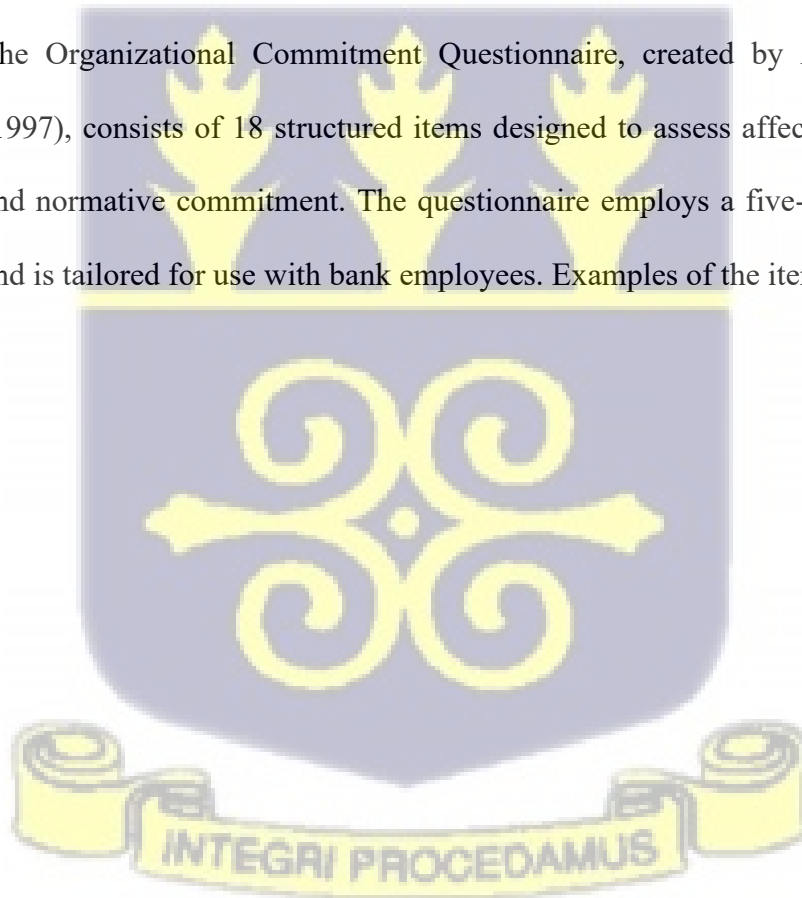 he Organizational Commitment Questionnaire, created by
1997), consists of 18 structured items designed to assess affec
nd normative commitment. The questionnaire employs a five-
nd is tailored for use with bank employees. Examples of the ite
INTEGRI PROCEDAMUS